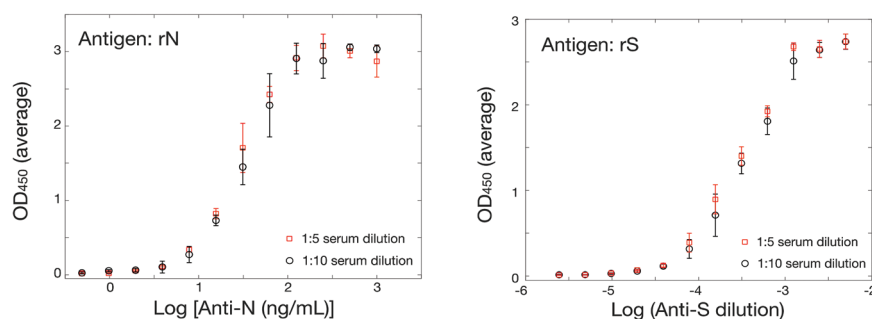 Antigen: rN
OD450 (average)
3
2
1
0
1:5 serum dilution
1:10 serum dilution
0 1 2 3
Log [Anti-N (ng/mL)]
Antigen: rS
OD450 (average)
3
2
1
0
1:5 serum dilution
1:10 serum dilution
-6 -5 -4 -3 -2
Log (Anti-S dilution)